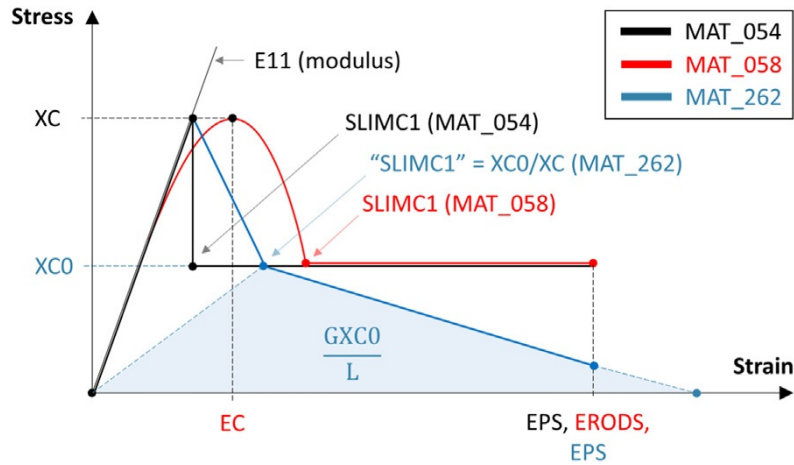 Stress
MAT_054
MAT_058
MAT_262
E11 (modulus)
XC
SLIMC1 (MAT_054)
“SLIMC1” = XC0/XC (MAT_262)
SLIMC1 (MAT_058)
XC0
GXC0
L
Strain
EC
EPS, ERODS,
EPS